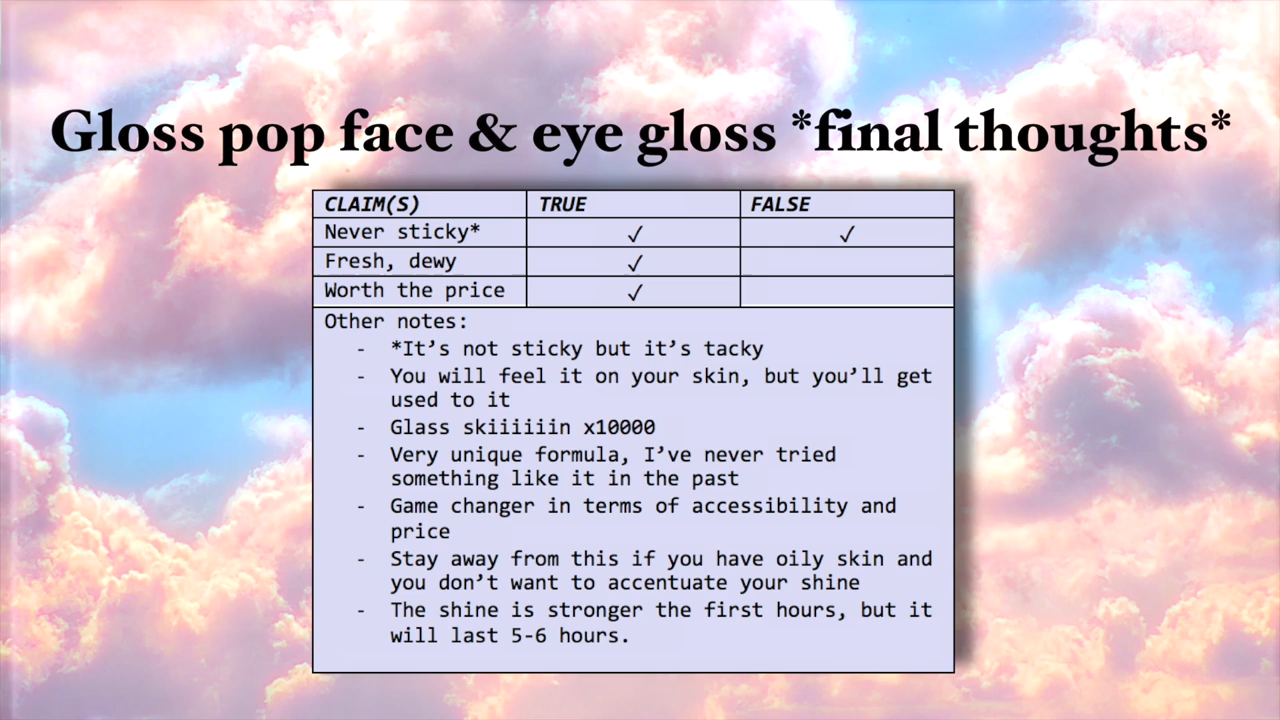 Gloss pop face & eye gloss *final thoughts*
CLAIM(S) TRUE FALSE
Never sticky* ✓ ✓
Fresh, dewy ✓
Worth the price ✓
Other notes:
- *It’s not sticky but it’s tacky
- You will feel it on your skin, but you’ll get
used to it
- Glass skiiiiiin x10000
- Very unique formula, I’ve never tried
something like it in the past
- Game changer in terms of accessibility and
price
- Stay away from this if you have oily skin and
you don’t want to accentuate your shine
- The shine is stronger the first hours, but it
will last 5-6 hours.